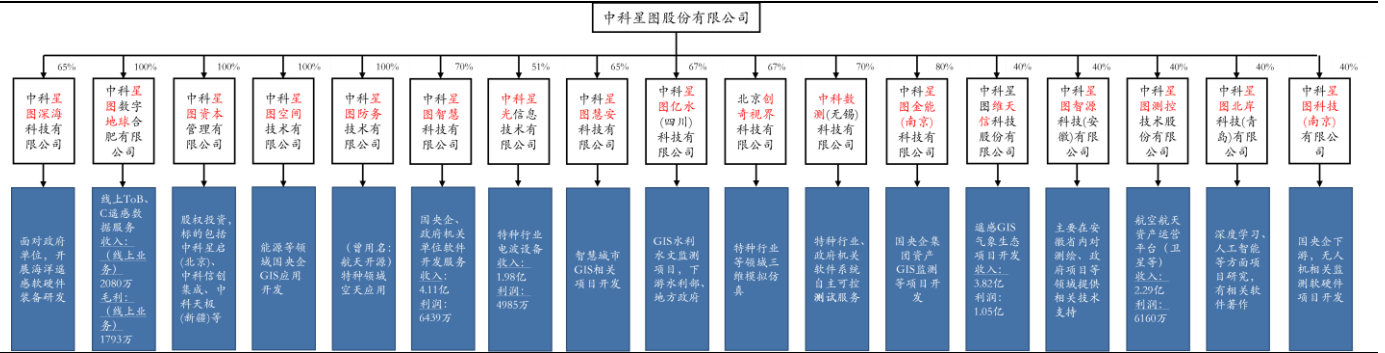 中科星图股份有限公司
65%
100%
100%
100%
100%
70%
51%
65%
67%
67%
70%
80%
40%
40%
40%
40%
40%
中科星
图深海
科技有
限公司
中科星
图数字
地球合
肥有限
公司
中科星
图资本
管理有
限公司
中科星
图空间
技术有
限公司
中科星
图防务
技术有
限公司
中科星
图智慧
科技有
限公司
中科星
光信息
技术有
限公司
中科星
图慧安
科技有
限公司
中科星
图亿水
(四川)
科技有
限公司
北京创
奇视界
科技有
限公司
中科数
测(无锡)
科技有
限公司
中科星
图金能
(南京)
科技有
限公司
中科星
图维天
信科技
股份有
限公司
中科星
图智源
科技(安
徽)有限
公司
中科星
图测控
技术股
份有限
公司
中科星
图北岸
科技(青
岛)有限
公司
中科星
图科技
(南京)
有限公
司
面对政府
单位，开
展海洋遥
感软硬件
装备研发
线上ToB、
C遥感数
据服务
收入：
（线上业
务）
2080万
毛利：
（线上业
务）
1793万
股权投资，
标的包括
中科星启
(北京)、
中科信创
集成、中
科天极
(新疆)等
能源等领
域国央企
GIS应用
开发
（曾用名：
航天开源）
特种领域
空天应用
国央企、
政府机关
单位软件
开发服务
收入：
4.11亿
利润：
6439万
特种行业
电波设备
收入：
1.98亿
利润：
4985万
智慧城市
GIS相关
项目开发
GIS水利
水文监测
项目，下
游水利部、
地方政府
特种行业
等领域三
维模拟仿
真
特种行业、
政府机关
软件系统
自主可控
测试服务
国央企集
团资产
GIS监测
等项目开
发
遥感GIS
气象生态
项目开发
收入：
3.82亿
利润：
1.05亿
主要在安
徽省内对
测绘、政
府项目等
领域提供
相关技术
支持
航空航天
资产运营
平台（卫
星等）
收入：
2.29亿
利润：
6160万
深度学习、
人工智能
等方面项
目研究，
有相关软
件著作
国央企下
游，无人
机相关监
测软硬件
项目开发